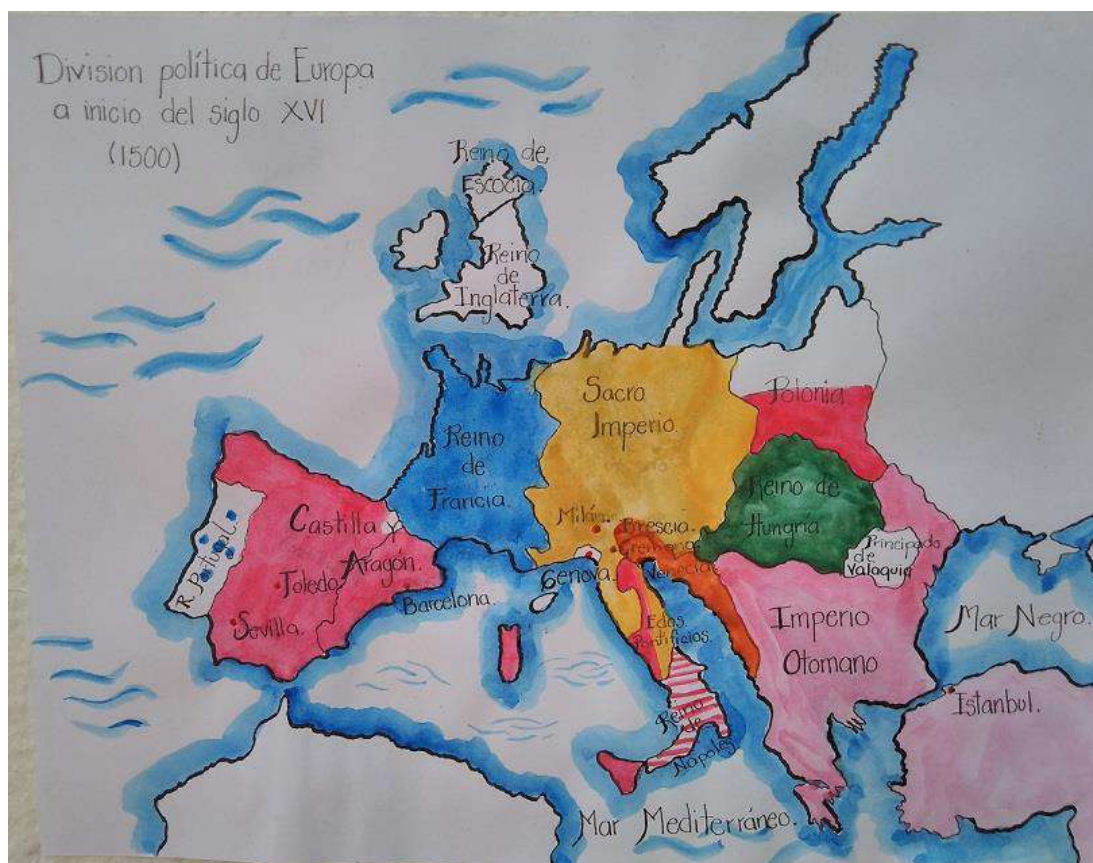 Division política de Europa
a inicio del siglo XVI
(1500)
Reino de
Escocia.
Reino
de
Inglaterra.
Sacro
Imperio.
Polonia
Reino
de
Francia.
Reino de
Hungría
Principado
de
Valaquia
Milán.
Brescia.
Cremona
Venecia
Genova.
Castilla y
Aragón.
R. Portugal.
Toledo
Barcelona.
Sevilla.
Edos.
Pontificios.
Imperio
Otomano
Mar Negro.
Istanbul.
Reino
de
Napoles
Mar Mediterráneo.